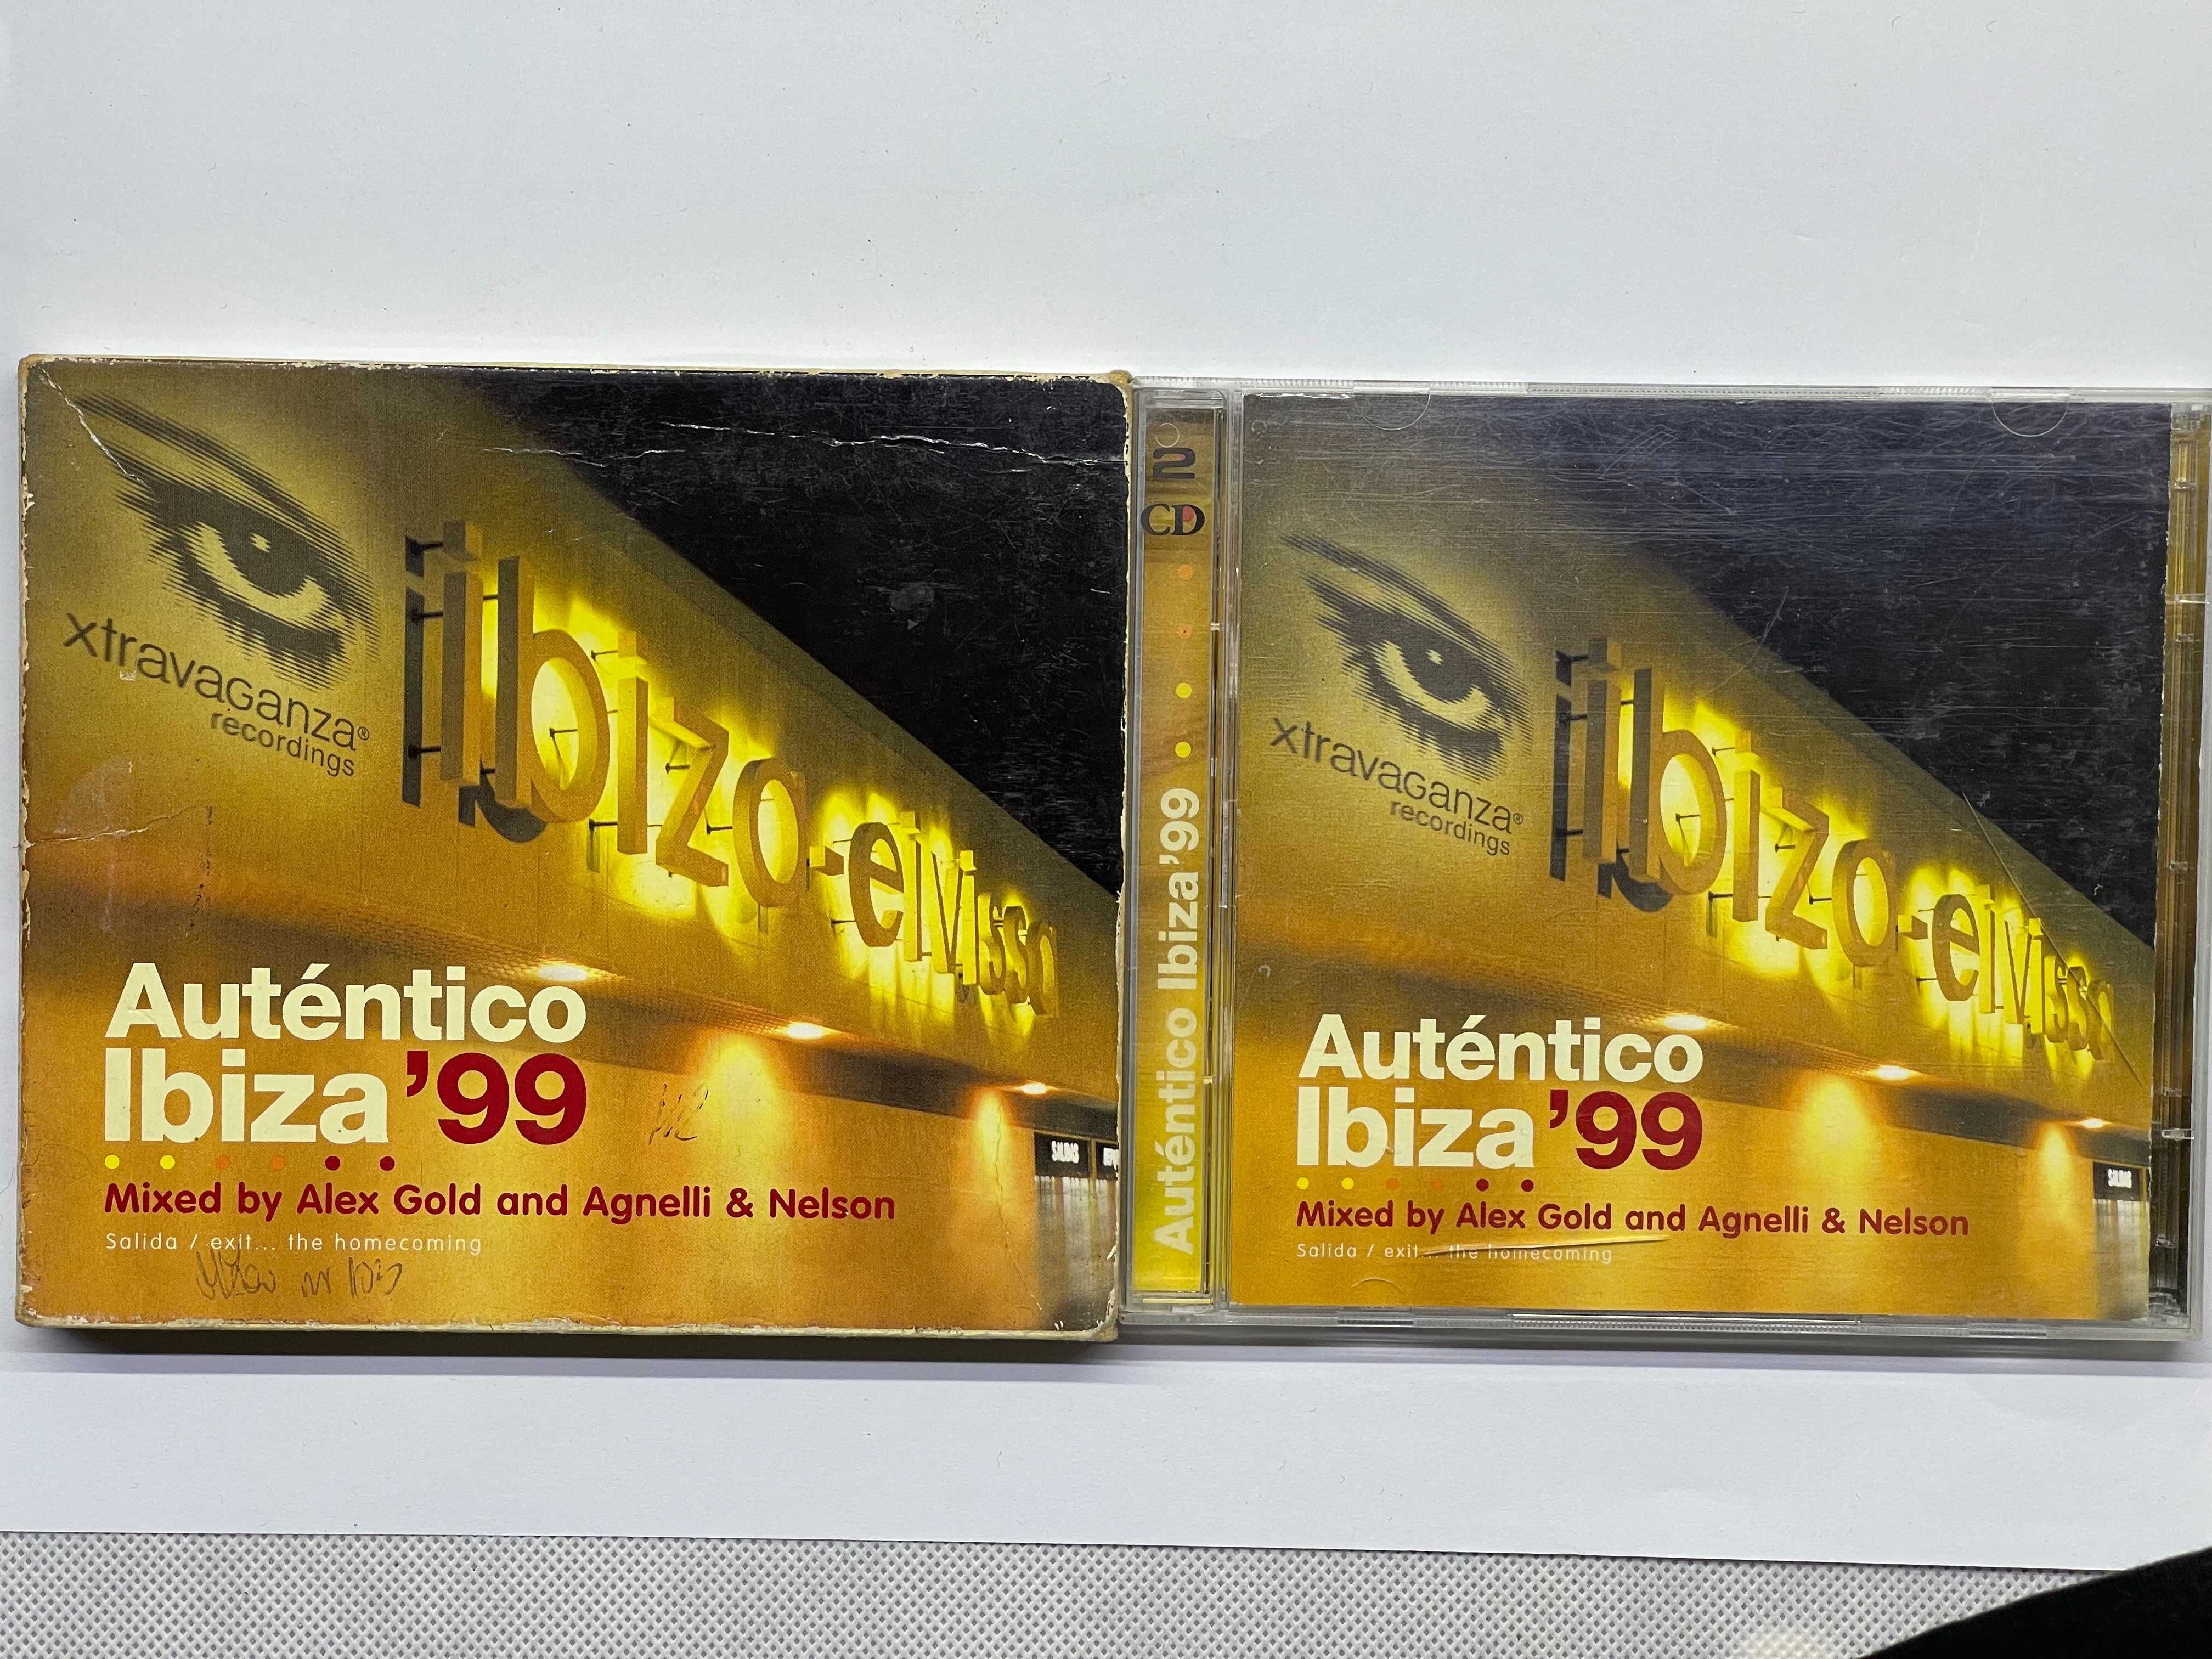 xtravaganza®
recordings
Ibiza-eivissa
Auténtico
Ibiza '99
SALIDAS
Mixed by Alex Gold and Agnelli & Nelson
Salida / exit... the homecoming
2
CD
Auténtico Ibiza '99
xtravaganza®
recordings
Ibiza-eivissa
Auténtico
Ibiza '99
SALIDAS
Mixed by Alex Gold and Agnelli & Nelson
Salida / exit... the homecoming